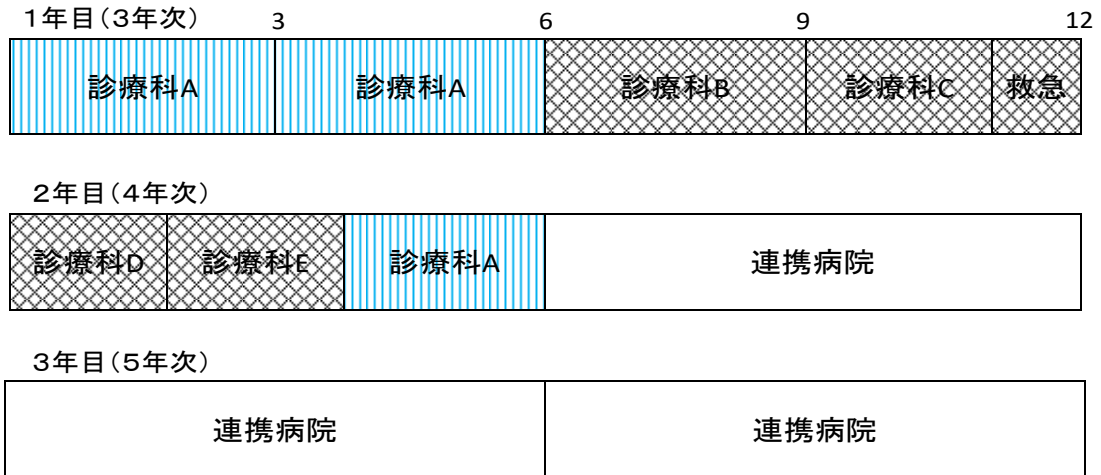 1年目(3年次) 3 6 9 12
診療科A 診療科A 診療科B 診療科C 救急
2年目(4年次)
診療科D 診療科E 診療科A 連携病院
3年目(5年次)
連携病院 連携病院